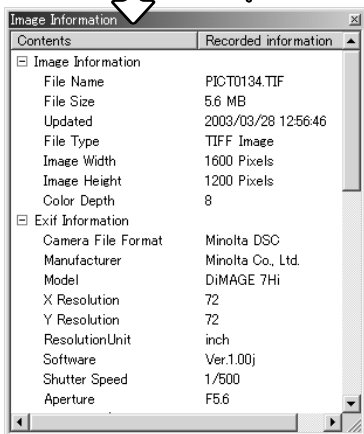 Image Information
Contents Recorded information
Image Information
File Name PICT0134.TIF
File Size 5.6 MB
Updated 2003/03/28 12:56:46
File Type TIFF Image
Image Width 1600 Pixels
Image Height 1200 Pixels
Color Depth 8
Exif Information
Camera File Format Minolta DSC
Manufacturer Minolta Co., Ltd.
Model DiMAGE 7Hi
X Resolution 72
Y Resolution 72
ResolutionUnit inch
Software Ver.1.00j
Shutter Speed 1/500
Aperture F5.6